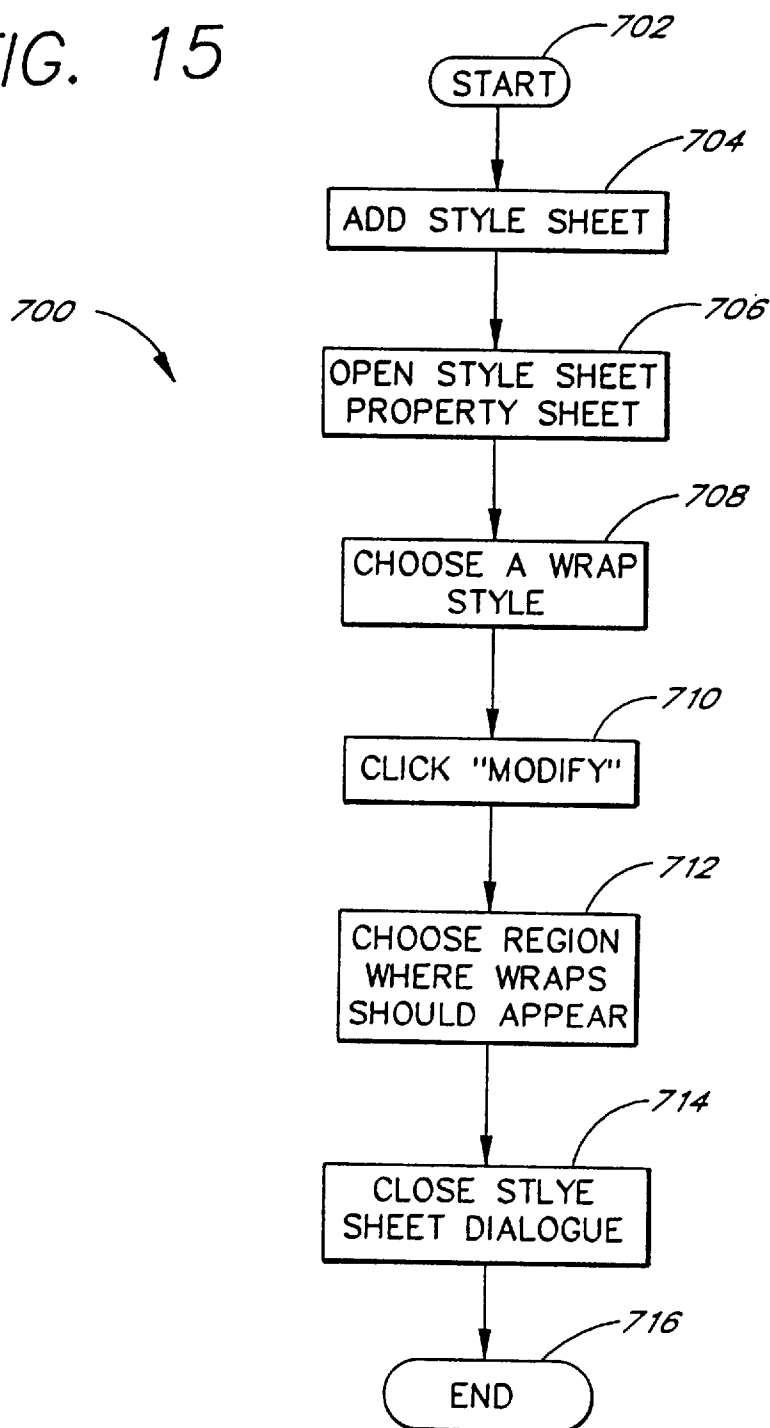 FIG. 15
702
START
704
ADD STYLE SHEET
700
706
OPEN STYLE SHEET
PROPERTY SHEET
708
CHOOSE A WRAP
STYLE
710
CLICK "MODIFY"
712
CHOOSE REGION
WHERE WRAPS
SHOULD APPEAR
714
CLOSE STLYE
SHEET DIALOGUE
716
END